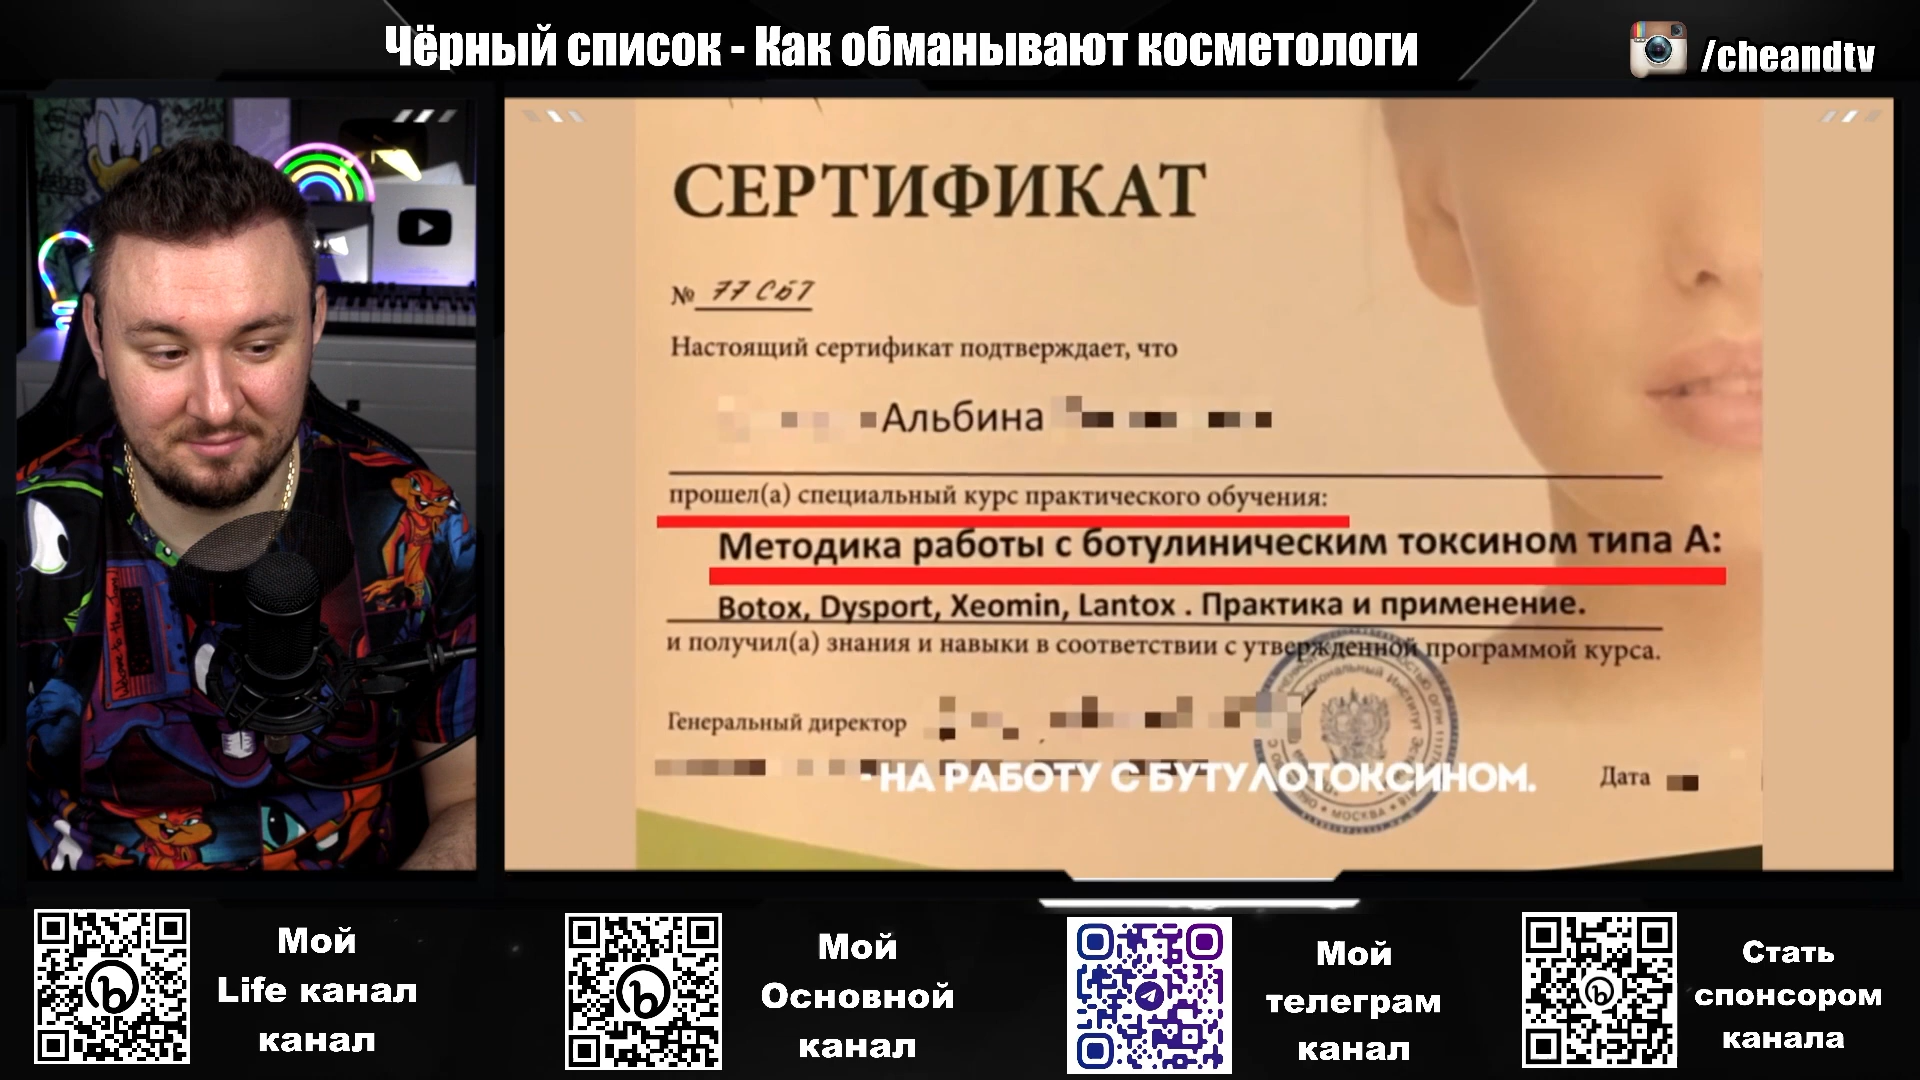 Чёрный список - Как обманывают косметологи
/cheandtv
СЕРТИФИКАТ
№ 77 СБТ
Настоящий сертификат подтверждает, что
Альбина
прошел(а) специальный курс практического обучения:
Методика работы с ботулиническим токсином типа А:
Botox, Dysport, Xeomin, Lantox . Практика и применение.
и получил(а) знания и навыки в соответствии с утвержденной программой курса.
Генеральный директор
- НА РАБОТУ С БУТУЛОТОКСИНОМ.
Дата
МОСКВА
Мой
Life канал
канал
Мой
Основной
канал
Мой
телеграм
канал
Стать
спонсором
канала